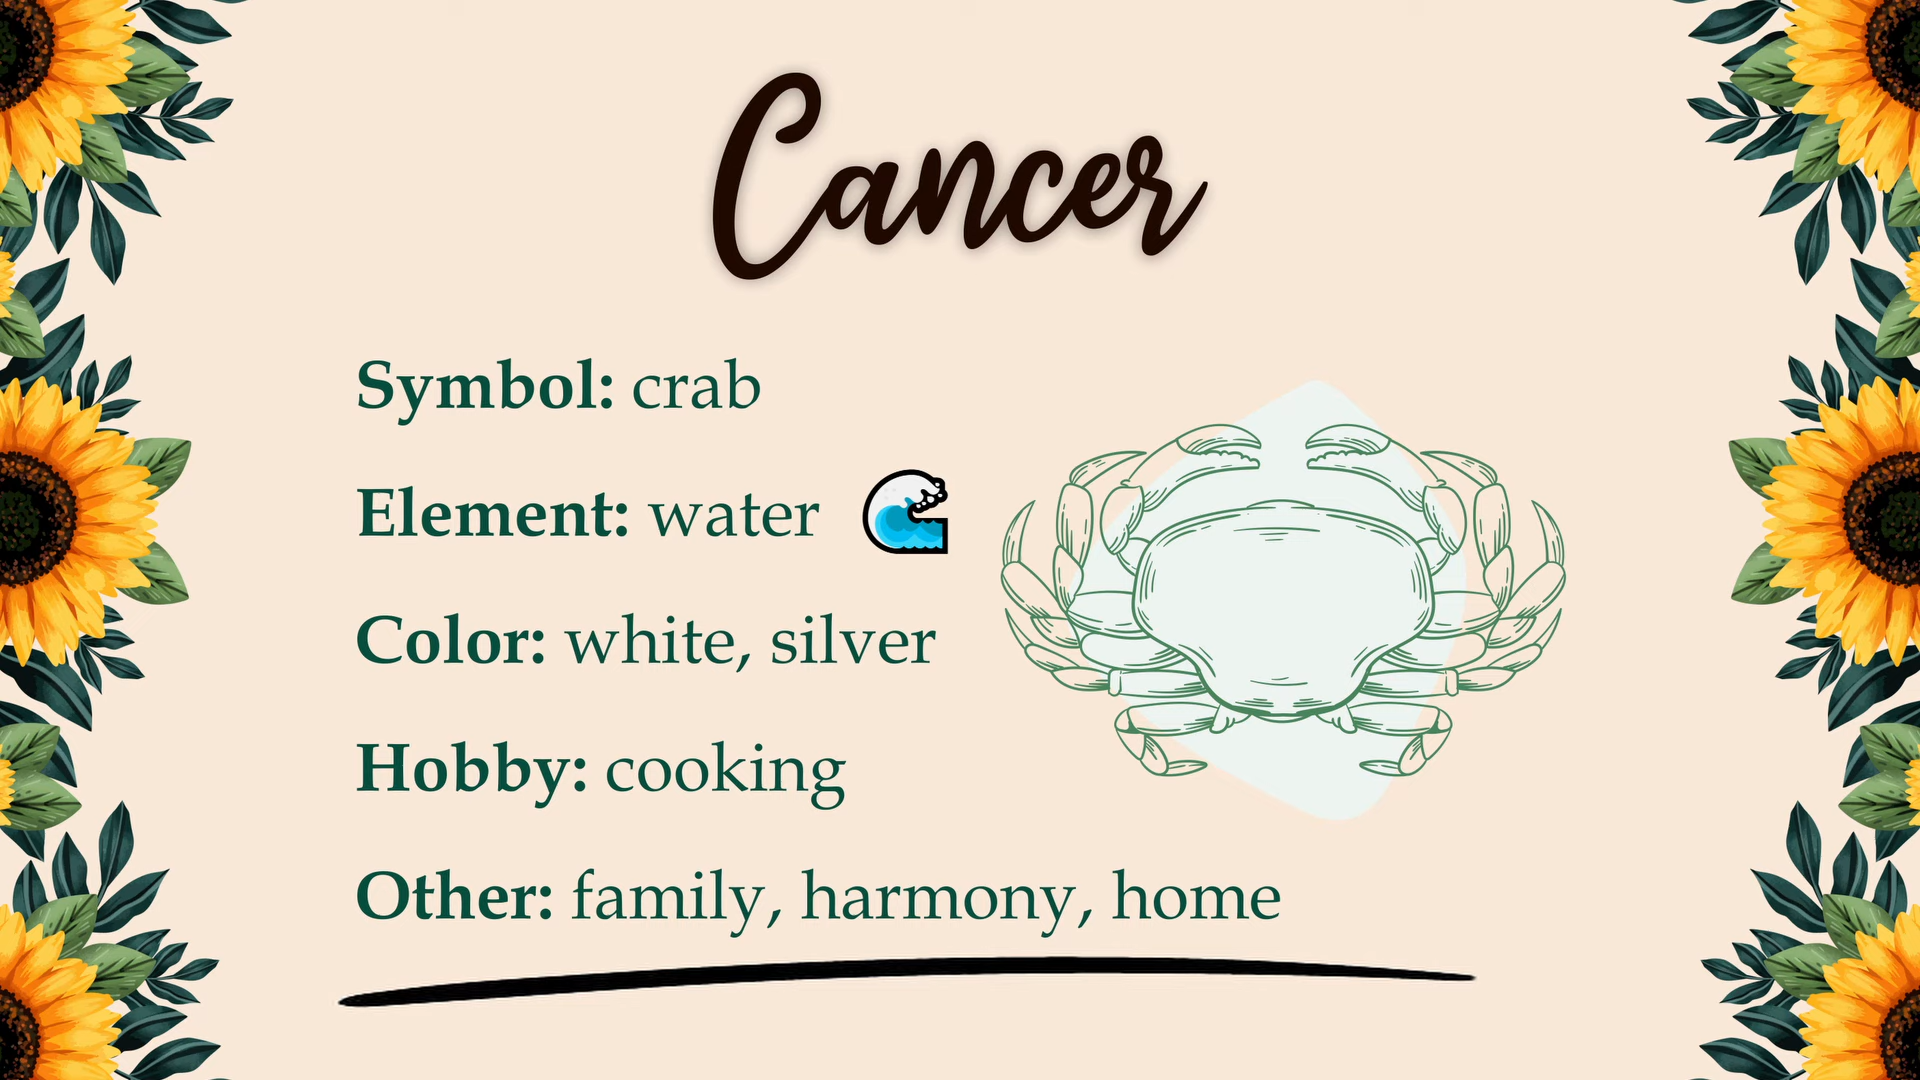 Cancer
Symbol: crab
Element: water
Color: white, silver
Hobby: cooking
Other: family, harmony, home